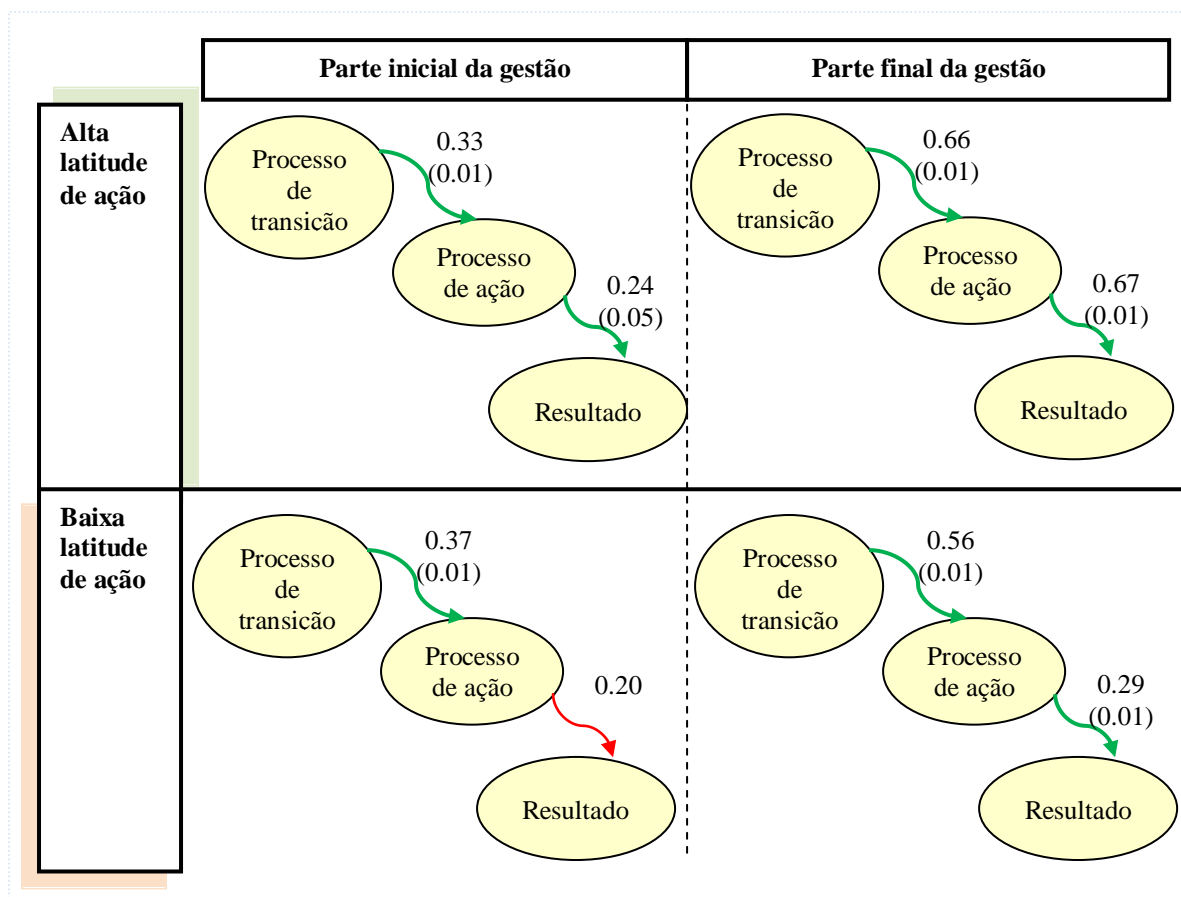 Parte inicial da gestão
Parte final da gestão
Alta
latitude
de ação
Processo
de
transicão
0.33
(0.01)
Processo
de ação
0.24
(0.05)
Resultado
Processo
de
transicão
0.66
(0.01)
Processo
de ação
0.67
(0.01)
Resultado
Baixa
latitude
de ação
Processo
de
transicão
0.37
(0.01)
Processo
de ação
0.20
Resultado
Processo
de
transicão
0.56
(0.01)
Processo
de ação
0.29
(0.01)
Resultado